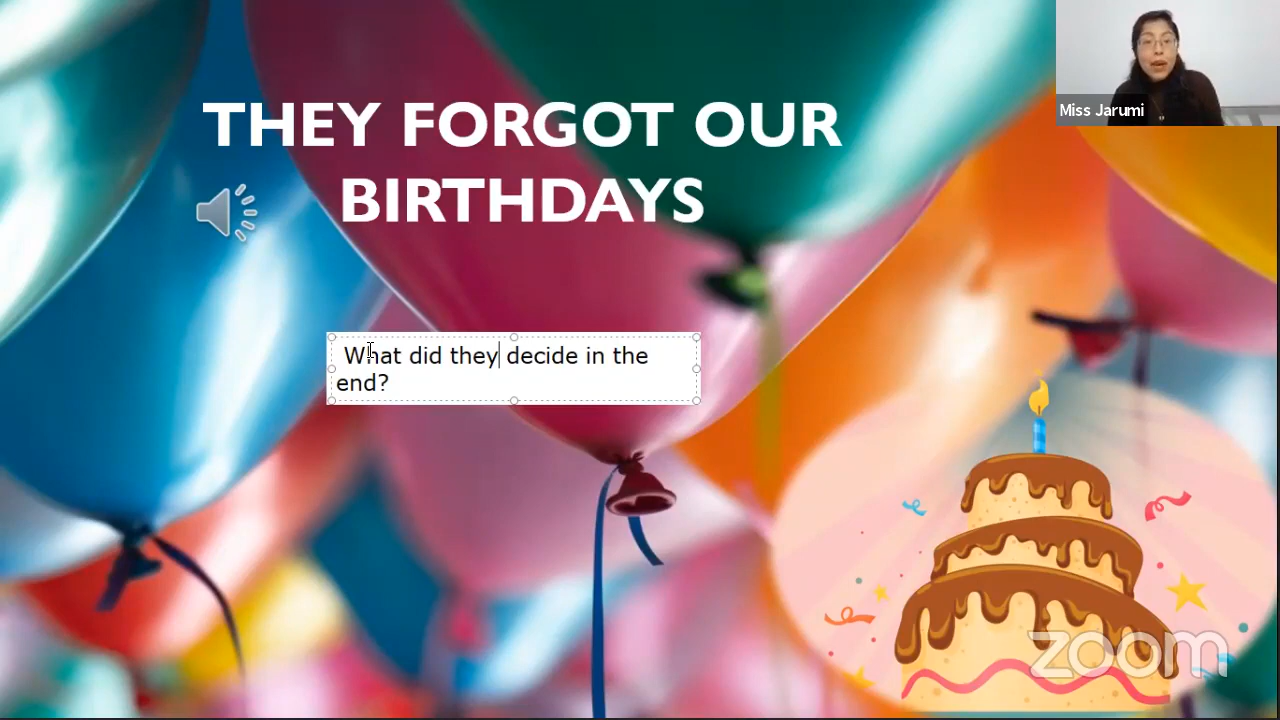 THEY FORGOT OUR
BIRTHDAYS
Miss Jarumi
What did they decide in the
end?
zoom